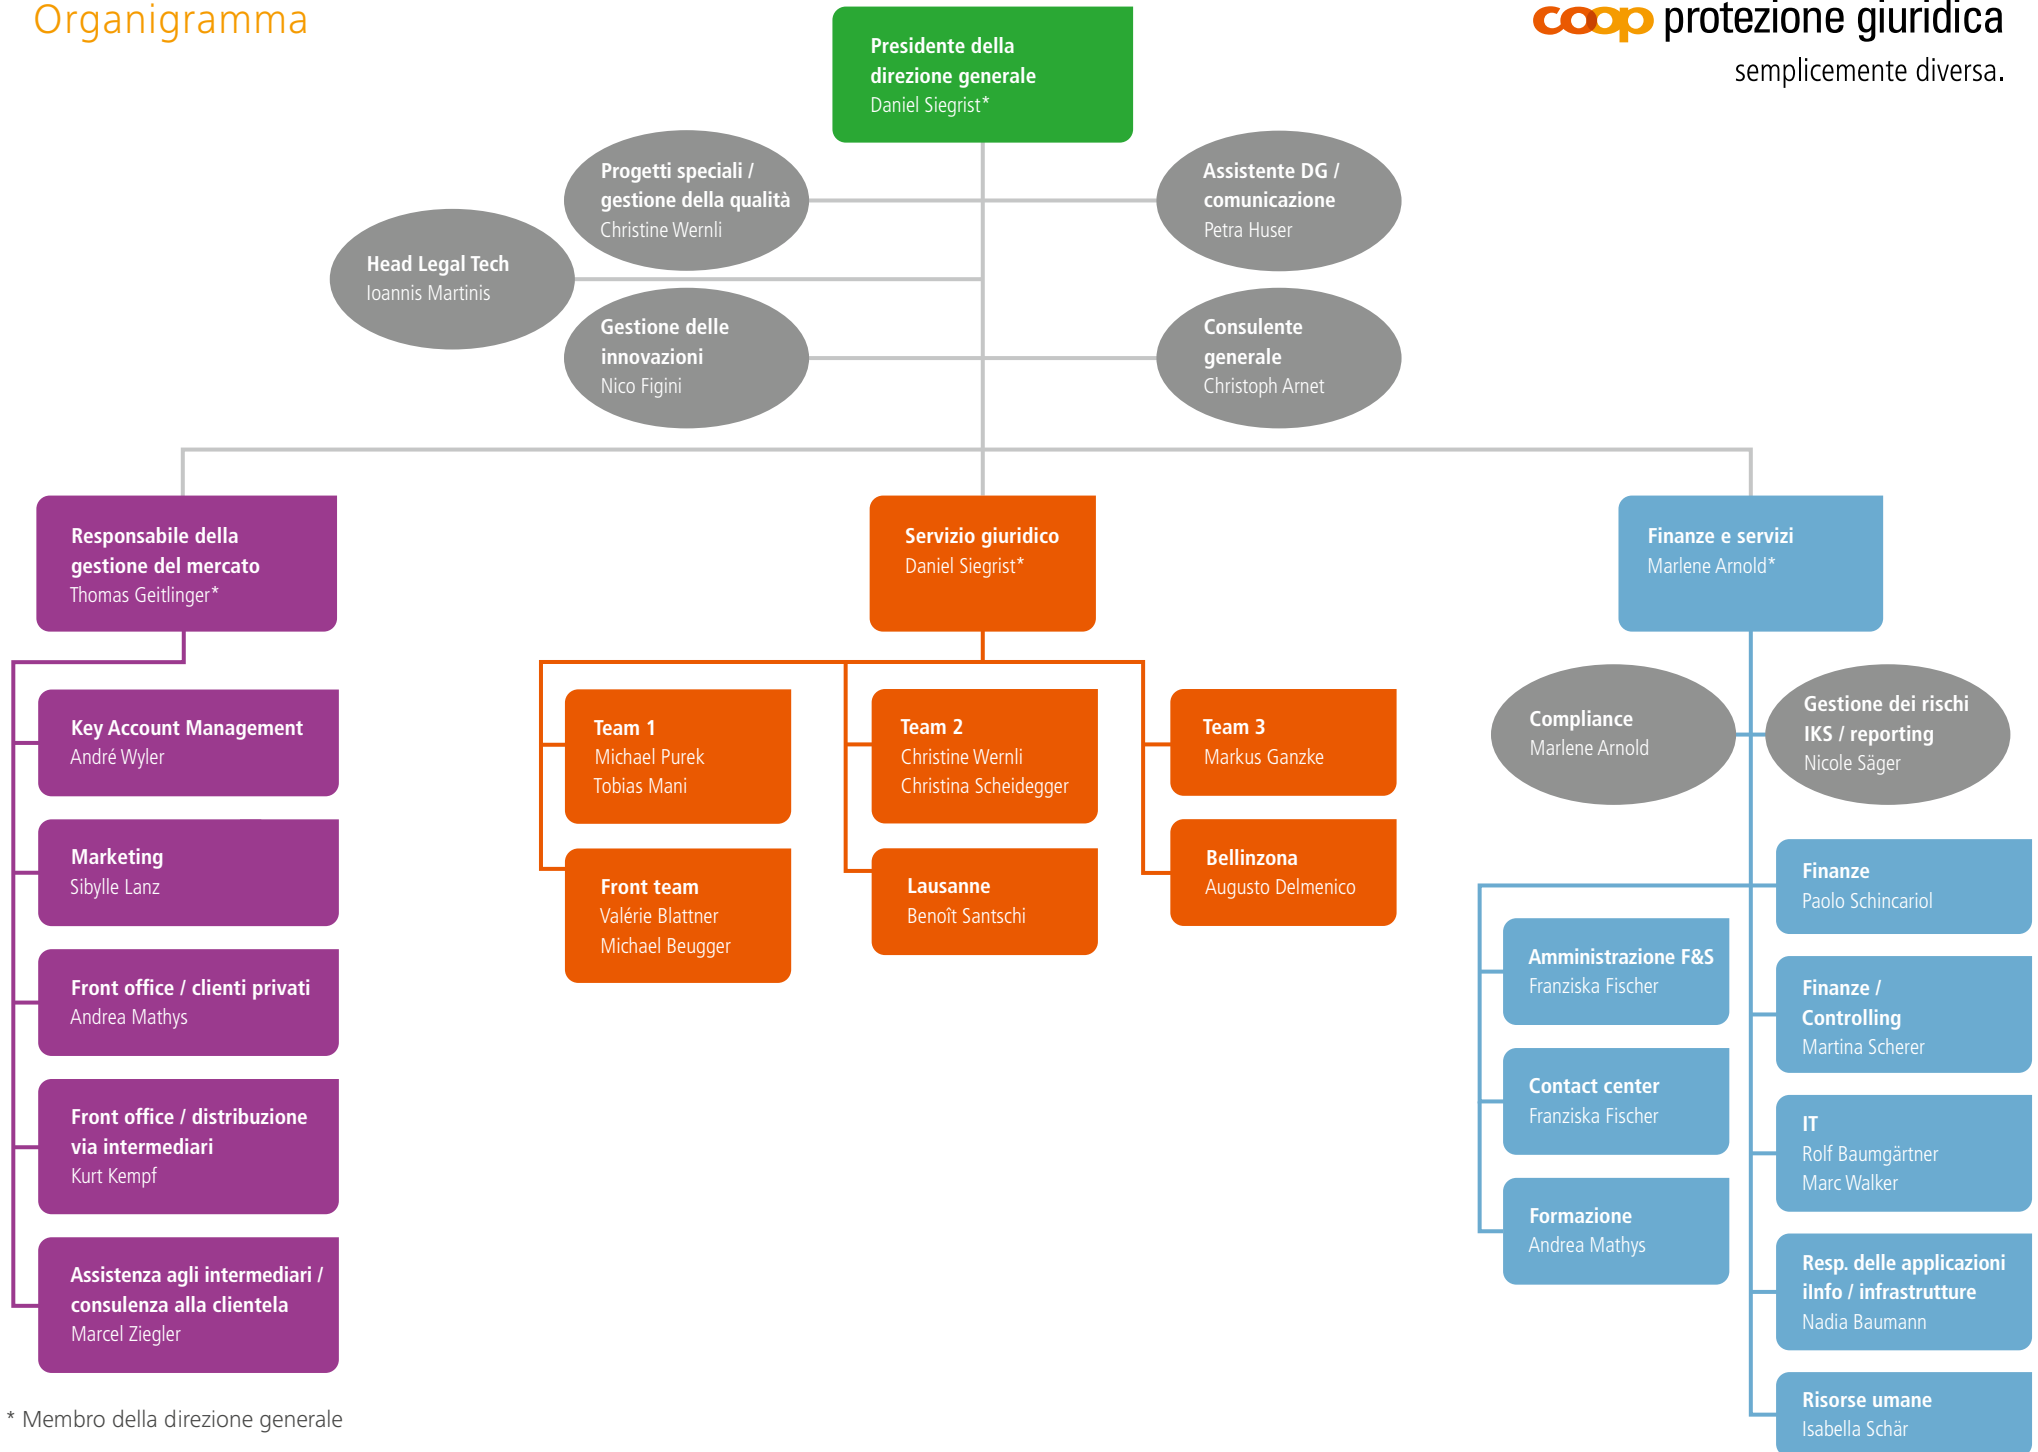 Organigramma
coop protezione giuridica
semplicemente diversa.
Presidente della
direzione generale
Daniel Siegrist*
Progetti speciali /
gestione della qualità
Christine Wernli
Assistente DG /
comunicazione
Petra Huser
Head Legal Tech
Ioannis Martinis
Gestione delle
innovazioni
Nico Figini
Consulente
generale
Christoph Arnet
Responsabile della
gestione del mercato
Thomas Geitlinger*
Key Account Management
André Wyler
Marketing
Sibylle Lanz
Front office / clienti privati
Andrea Mathys
Front office / distribuzione
via intermediari
Kurt Kempf
Assistenza agli intermediari /
consulenza alla clientela
Marcel Ziegler
Servizio giuridico
Daniel Siegrist*
Team 1
Michael Purek
Tobias Mani
Front team
Valérie Blattner
Michael Beugger
Team 2
Christine Wernli
Christina Scheidegger
Lausanne
Benoît Santschi
Team 3
Markus Ganzke
Bellinzona
Augusto Delmenico
Finanze e servizi
Marlene Arnold*
Compliance
Marlene Arnold
Gestione dei rischi
IKS / reporting
Nicole Säger
Amministrazione F&S
Franziska Fischer
Contact center
Franziska Fischer
Formazione
Andrea Mathys
Finanze
Paolo Schincariol
Finanze /
Controlling
Martina Scherer
IT
Rolf Baumgärtner
Marc Walker
Resp. delle applicazioni
iInfo / infrastrutture
Nadia Baumann
Risorse umane
Isabella Schär
* Membro della direzione generale